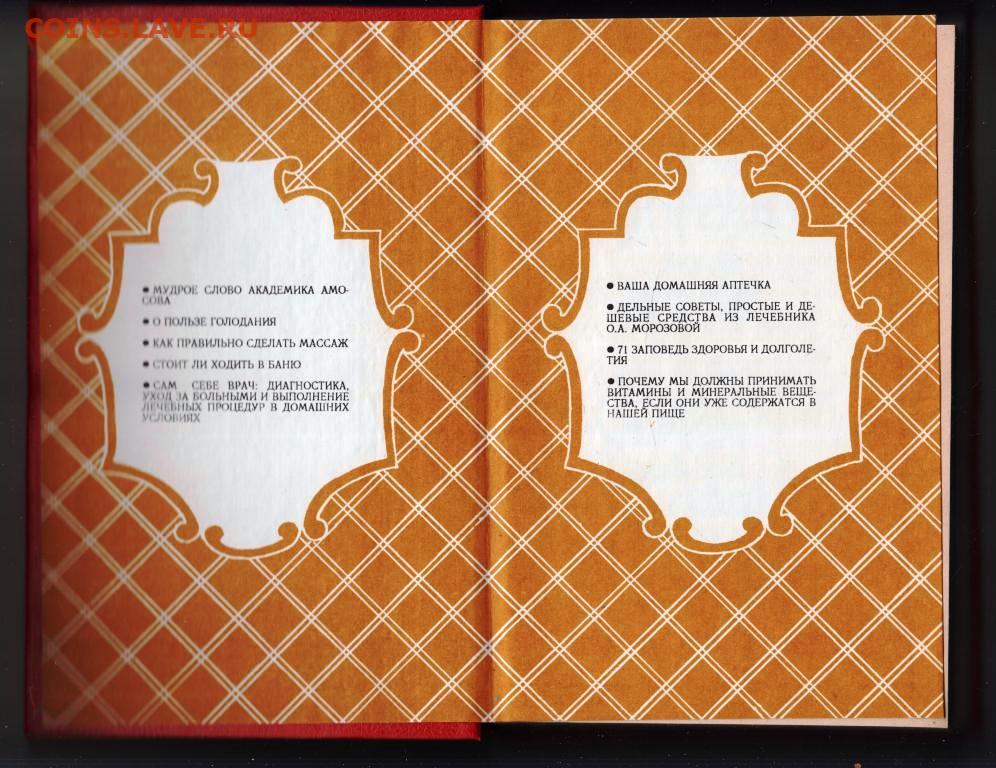 COINS.LAVE.RU
● МУДРОЕ СЛОВО АКАДЕМИКА АМО-
СОВА
● О ПОЛЬЗЕ ГОЛОДАНИЯ
● КАК ПРАВИЛЬНО СДЕЛАТЬ МАССАЖ
● СТОИТ ЛИ ХОДИТЬ В БАНЮ
● САМ СЕБЕ ВРАЧ: ДИАГНОСТИКА,
УХОД ЗА БОЛЬНЫМИ И ВЫПОЛНЕНИЕ
ЛЕЧЕБНЫХ ПРОЦЕДУР В ДОМАШНИХ
УСЛОВИЯХ
● ВАША ДОМАШНЯЯ АПТЕЧКА
● ДЕЛЬНЫЕ СОВЕТЫ, ПРОСТЫЕ И ДЕ-
ШЕВЫЕ СРЕДСТВА ИЗ ЛЕЧЕБНИКА
О.А. МОРОЗОВОЙ
● 71 ЗАПОВЕДЬ ЗДОРОВЬЯ И ДОЛГОЛЕ-
ТИЯ
● ПОЧЕМУ МЫ ДОЛЖНЫ ПРИНИМАТЬ
ВИТАМИНЫ И МИНЕРАЛЬНЫЕ ВЕЩЕ-
СТВА, ЕСЛИ ОНИ УЖЕ СОДЕРЖАТСЯ В
НАШЕЙ ПИЩЕ